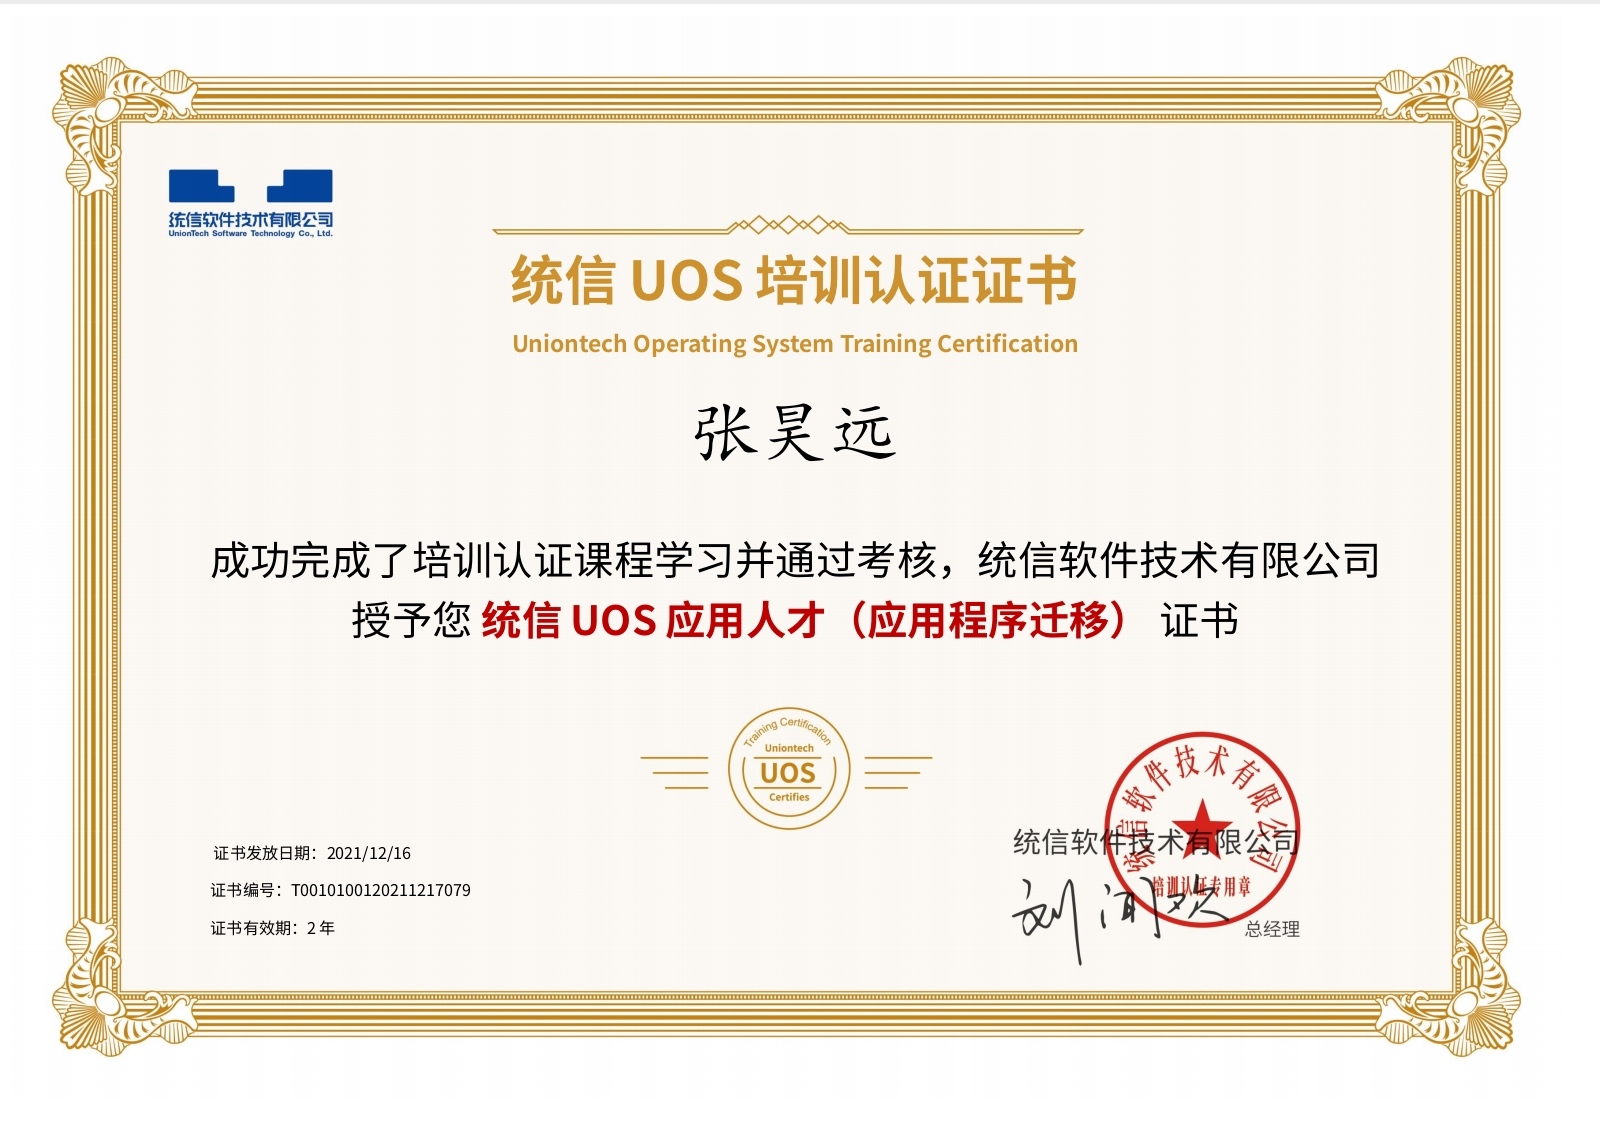 统信软件技术有限公司
UnionTech Software Technology Co., Ltd.
统信 UOS 培训认证证书
Uniontech Operating System Training Certification
张昊远
成功完成了培训认证课程学习并通过考核，统信软件技术有限公司
授予您 统信 UOS 应用人才（应用程序迁移） 证书
Training Certification
Uniontech
UOS
Certifies
证书发放日期：2021/12/16
证书编号：T0010100120211217079
证书有效期：2 年
统信软件技术有限公司
统信软件技术有限公司
培训认证专用章
刘闻欢
总经理